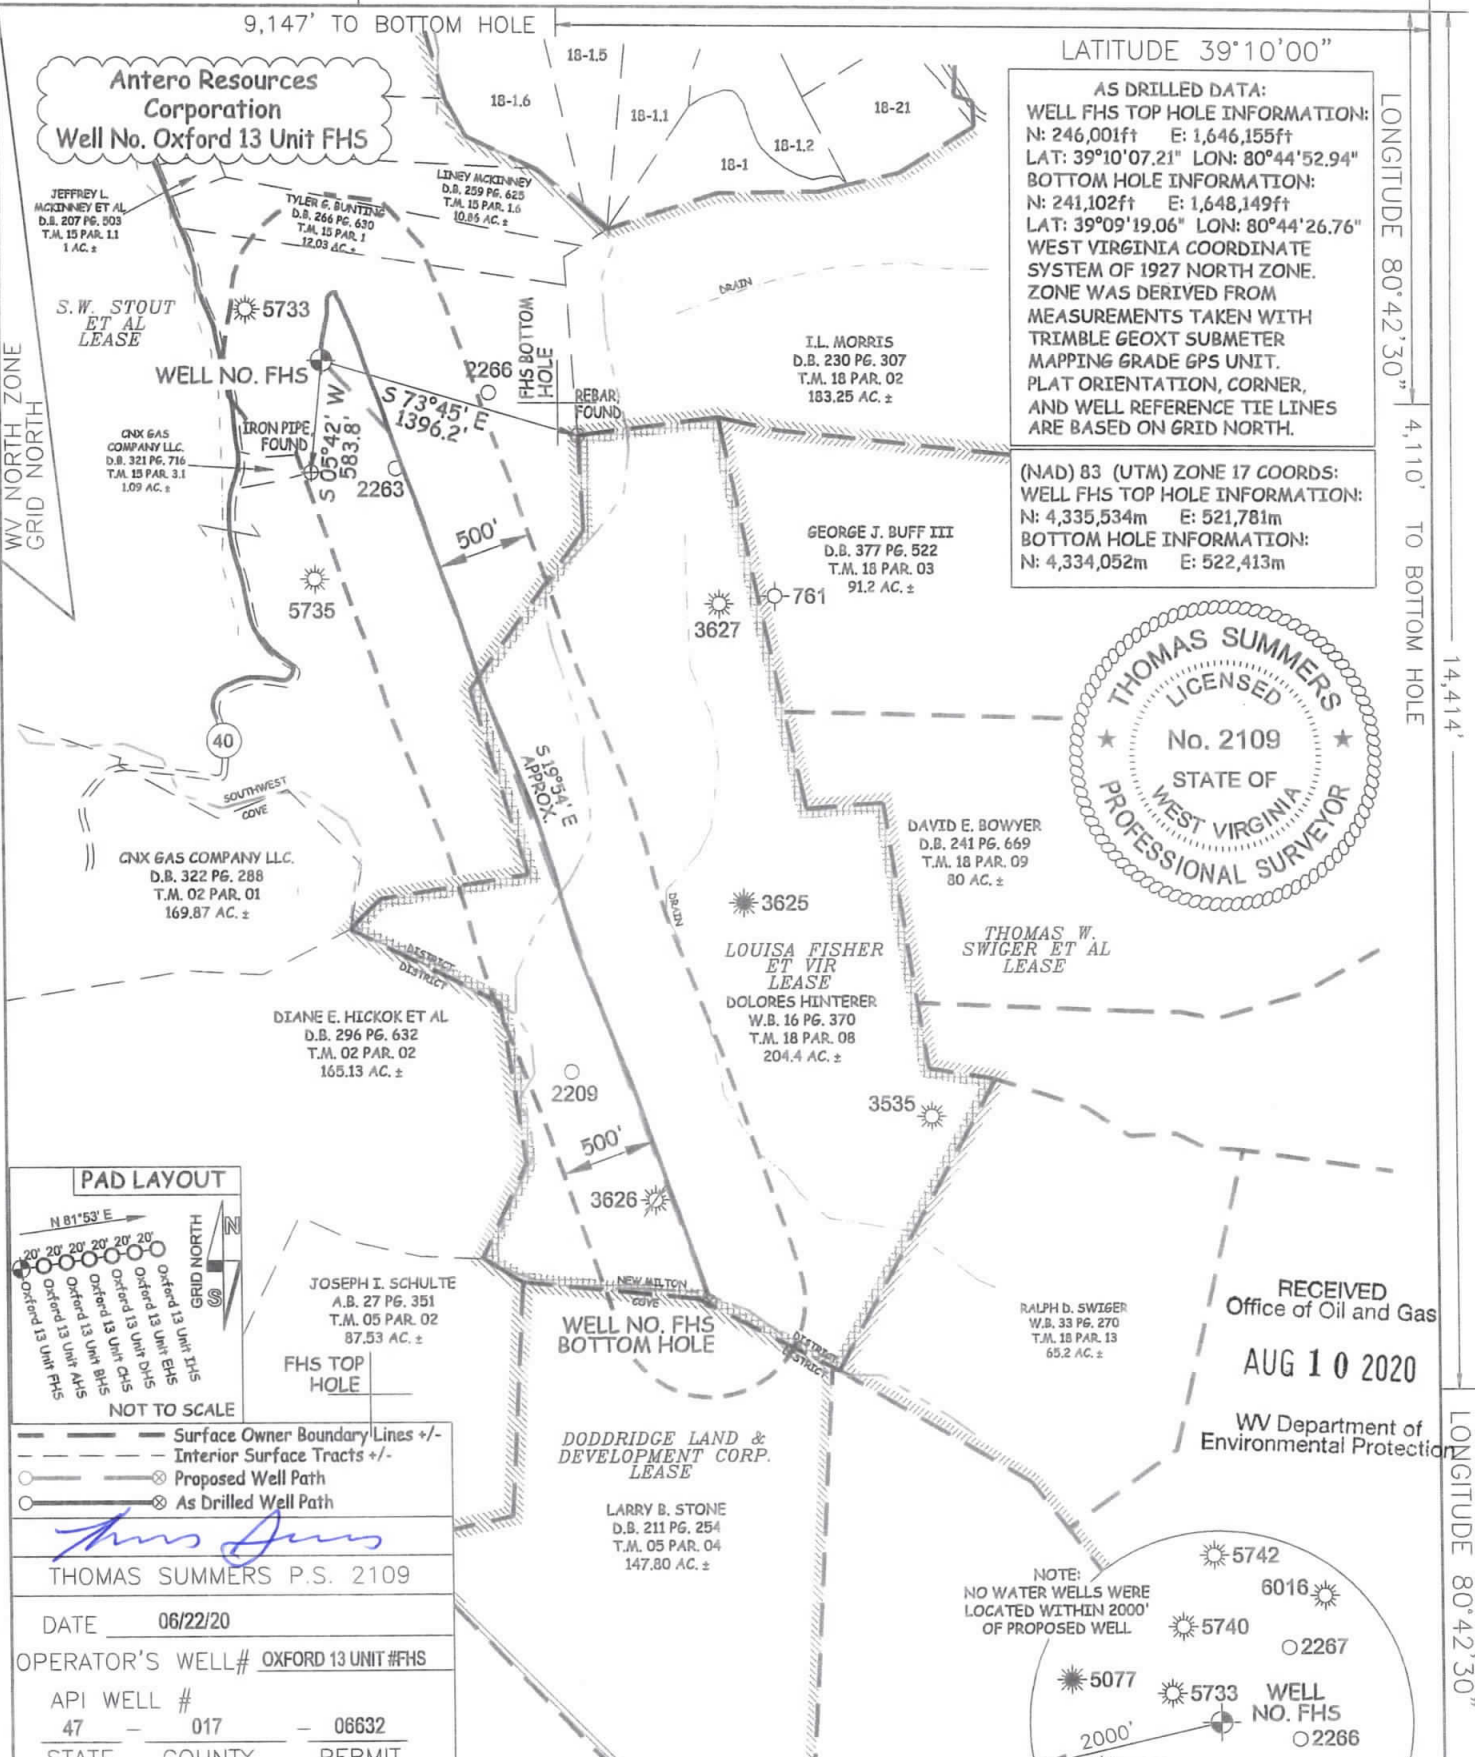 9,147' TO BOTTOM HOLE
LATITUDE 39°10'00"
Antero Resources
Corporation
Well No. Oxford 13 Unit FHS
18-1.5
18-1.6
18-1.1
18-1.2
18-21
18-1
AS DRILLED DATA:
WELL FHS TOP HOLE INFORMATION:
N: 246,001ft E: 1,646,155ft
LAT: 39°10'07.21" LON: 80°44'52.94"
BOTTOM HOLE INFORMATION:
N: 241,102ft E: 1,648,149ft
LAT: 39°09'19.06" LON: 80°44'26.76"
WEST VIRGINIA COORDINATE
SYSTEM OF 1927 NORTH ZONE.
ZONE WAS DERIVED FROM
MEASUREMENTS TAKEN WITH
TRIMBLE GEOXT SUBMETER
MAPPING GRADE GPS UNIT.
PLAT ORIENTATION, CORNER,
AND WELL REFERENCE TIE LINES
ARE BASED ON GRID NORTH.
(NAD) 83 (UTM) ZONE 17 COORDS:
WELL FHS TOP HOLE INFORMATION:
N: 4,335,534m E: 521,781m
BOTTOM HOLE INFORMATION:
N: 4,334,052m E: 522,413m
LONGITUDE 80°42'30"
4,110' TO BOTTOM HOLE
14,414'
JEFFREY L.
MCKINNEY ET AL
D.B. 207 PG. 503
T.M. 15 PAR. 1.1
1 AC. ±
TYLER G. BUNTING
D.B. 266 PG. 630
T.M. 15 PAR. 1
12.03 AC. ±
LINEY MCKINNEY
D.B. 259 PG. 625
T.M. 15 PAR. 1.6
10.86 AC. ±
S.W. STOUT
ET AL
LEASE
5733
WELL NO. FHS
WV NORTH ZONE
GRID NORTH
CNX GAS
COMPANY LLC.
D.B. 321 PG. 716
T.M. 15 PAR. 3.1
1.09 AC. ±
IRON PIPE
FOUND
S 05°42' W
583.8'
S 73°45' E
1396.2'
2266
2263
FHS BOTTOM
HOLE
REBAR
FOUND
DRAIN
I.L. MORRIS
D.B. 230 PG. 307
T.M. 18 PAR. 02
183.25 AC. ±
500'
GEORGE J. BUFF III
D.B. 377 PG. 522
T.M. 18 PAR. 03
91.2 AC. ±
5735
3627
761
THOMAS SUMMERS
LICENSED
No. 2109
STATE OF
WEST VIRGINIA
PROFESSIONAL SURVEYOR
40
SOUTHWEST
COVE
S 19°54' E
APPROX.
CNX GAS COMPANY LLC.
D.B. 322 PG. 288
T.M. 02 PAR. 01
169.87 AC. ±
DAVID E. BOWYER
D.B. 241 PG. 669
T.M. 18 PAR. 09
80 AC. ±
3625
DRAIN
THOMAS W.
SWIGER ET AL
LEASE
LOUISA FISHER
ET VIR
LEASE
DOLORES HINTERER
W.B. 16 PG. 370
T.M. 18 PAR. 08
204.4 AC. ±
DISTRICT
DISTRICT
DIANE E. HICKOK ET AL
D.B. 296 PG. 632
T.M. 02 PAR. 02
165.13 AC. ±
2209
3535
500'
3626
PAD LAYOUT
N 81°53' E
20' 20' 20' 20' 20' 20'
Oxford 13 Unit FHS
Oxford 13 Unit AHS
Oxford 13 Unit BHS
Oxford 13 Unit CHS
Oxford 13 Unit DHS
Oxford 13 Unit EHS
Oxford 13 Unit IHS
GRID NORTH
N
S
NOT TO SCALE
JOSEPH I. SCHULTE
A.B. 27 PG. 351
T.M. 05 PAR. 02
87.53 AC. ±
FHS TOP
HOLE
NEW MILTON
COVE
WELL NO. FHS
BOTTOM HOLE
DISTRICT
DISTRICT
RALPH D. SWIGER
W.B. 33 PG. 270
T.M. 18 PAR. 13
65.2 AC. ±
RECEIVED
Office of Oil and Gas
AUG 10 2020
WV Department of
Environmental Protection
Surface Owner Boundary Lines +/-
Interior Surface Tracts +/-
Proposed Well Path
As Drilled Well Path
DODDRIDGE LAND &
DEVELOPMENT CORP.
LEASE
LARRY B. STONE
D.B. 211 PG. 254
T.M. 05 PAR. 04
147.80 AC. ±
THOMAS SUMMERS P.S. 2109
DATE 06/22/20
OPERATOR'S WELL# OXFORD 13 UNIT #FHS
API WELL #
47 – 017 – 06632
STATE COUNTY PERMIT
NOTE:
NO WATER WELLS WERE
LOCATED WITHIN 2000'
OF PROPOSED WELL
5742
6016
5740
2267
5077
5733
WELL
NO. FHS
2266
2000'
LONGITUDE 80°42'30"